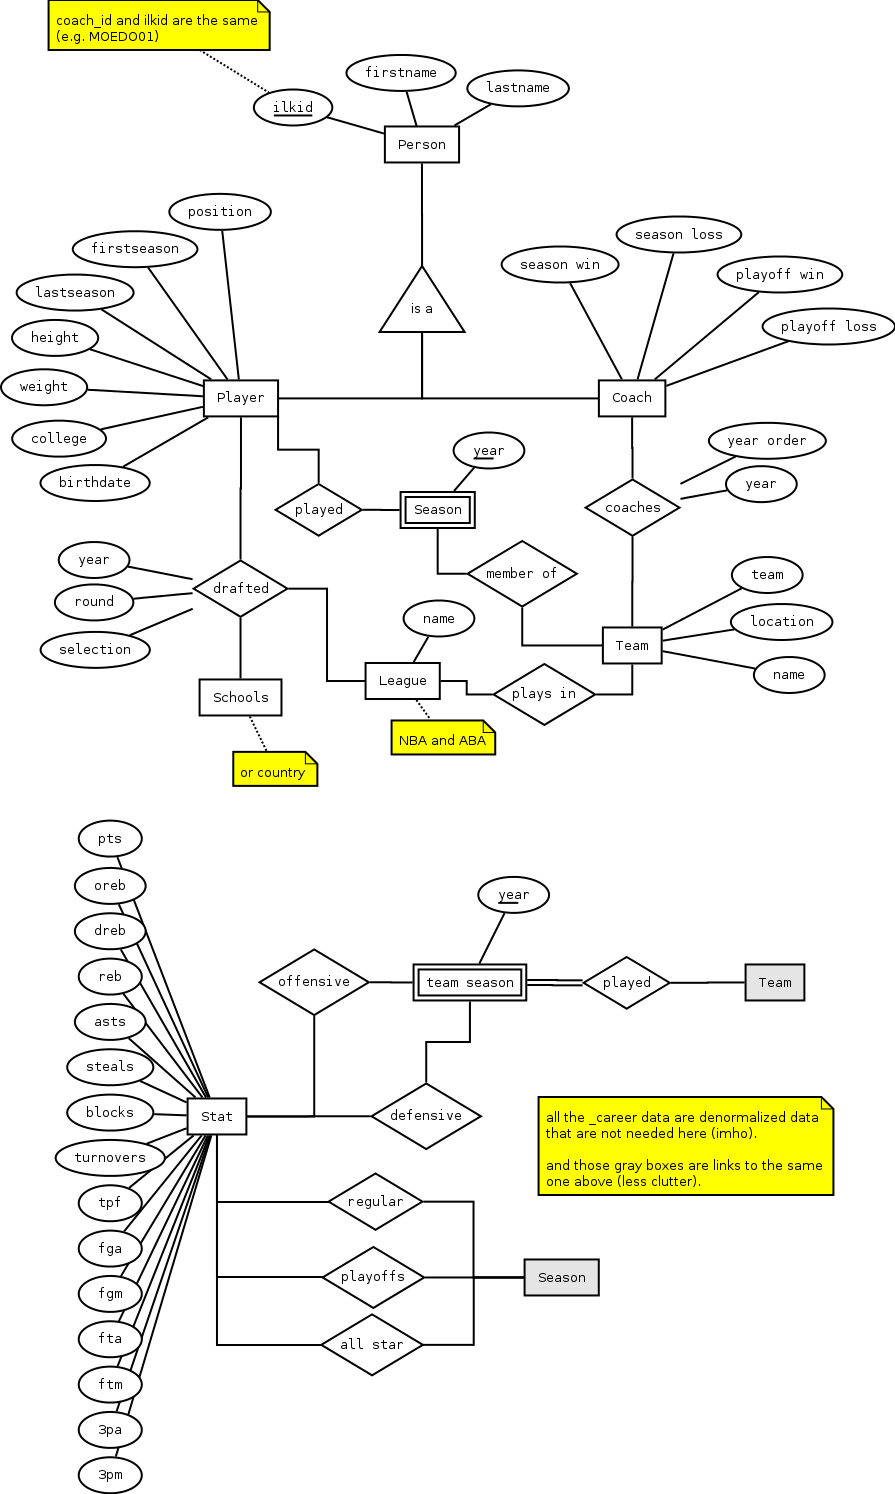 coach_id and ilkid are the same
(e.g. MOEDO01)
firstname
lastname
ilkid
Person
position
firstseason
season loss
season win
playoff win
lastseason
playoff loss
height
is a
weight
Player
Coach
college
year order
year
birthdate
year
played
Season
coaches
year
member of
team
drafted
round
name
location
selection
Team
name
League
plays in
Schools
NBA and ABA
or country
pts
oreb
year
dreb
reb
offensive
team season
played
Team
asts
steals
blocks
Stat
defensive
all the _career data are denormalized data
that are not needed here (imho).
and those gray boxes are links to the same
one above (less clutter).
turnovers
tpf
regular
fga
playoffs
Season
fgm
fta
all star
ftm
3pa
3pm